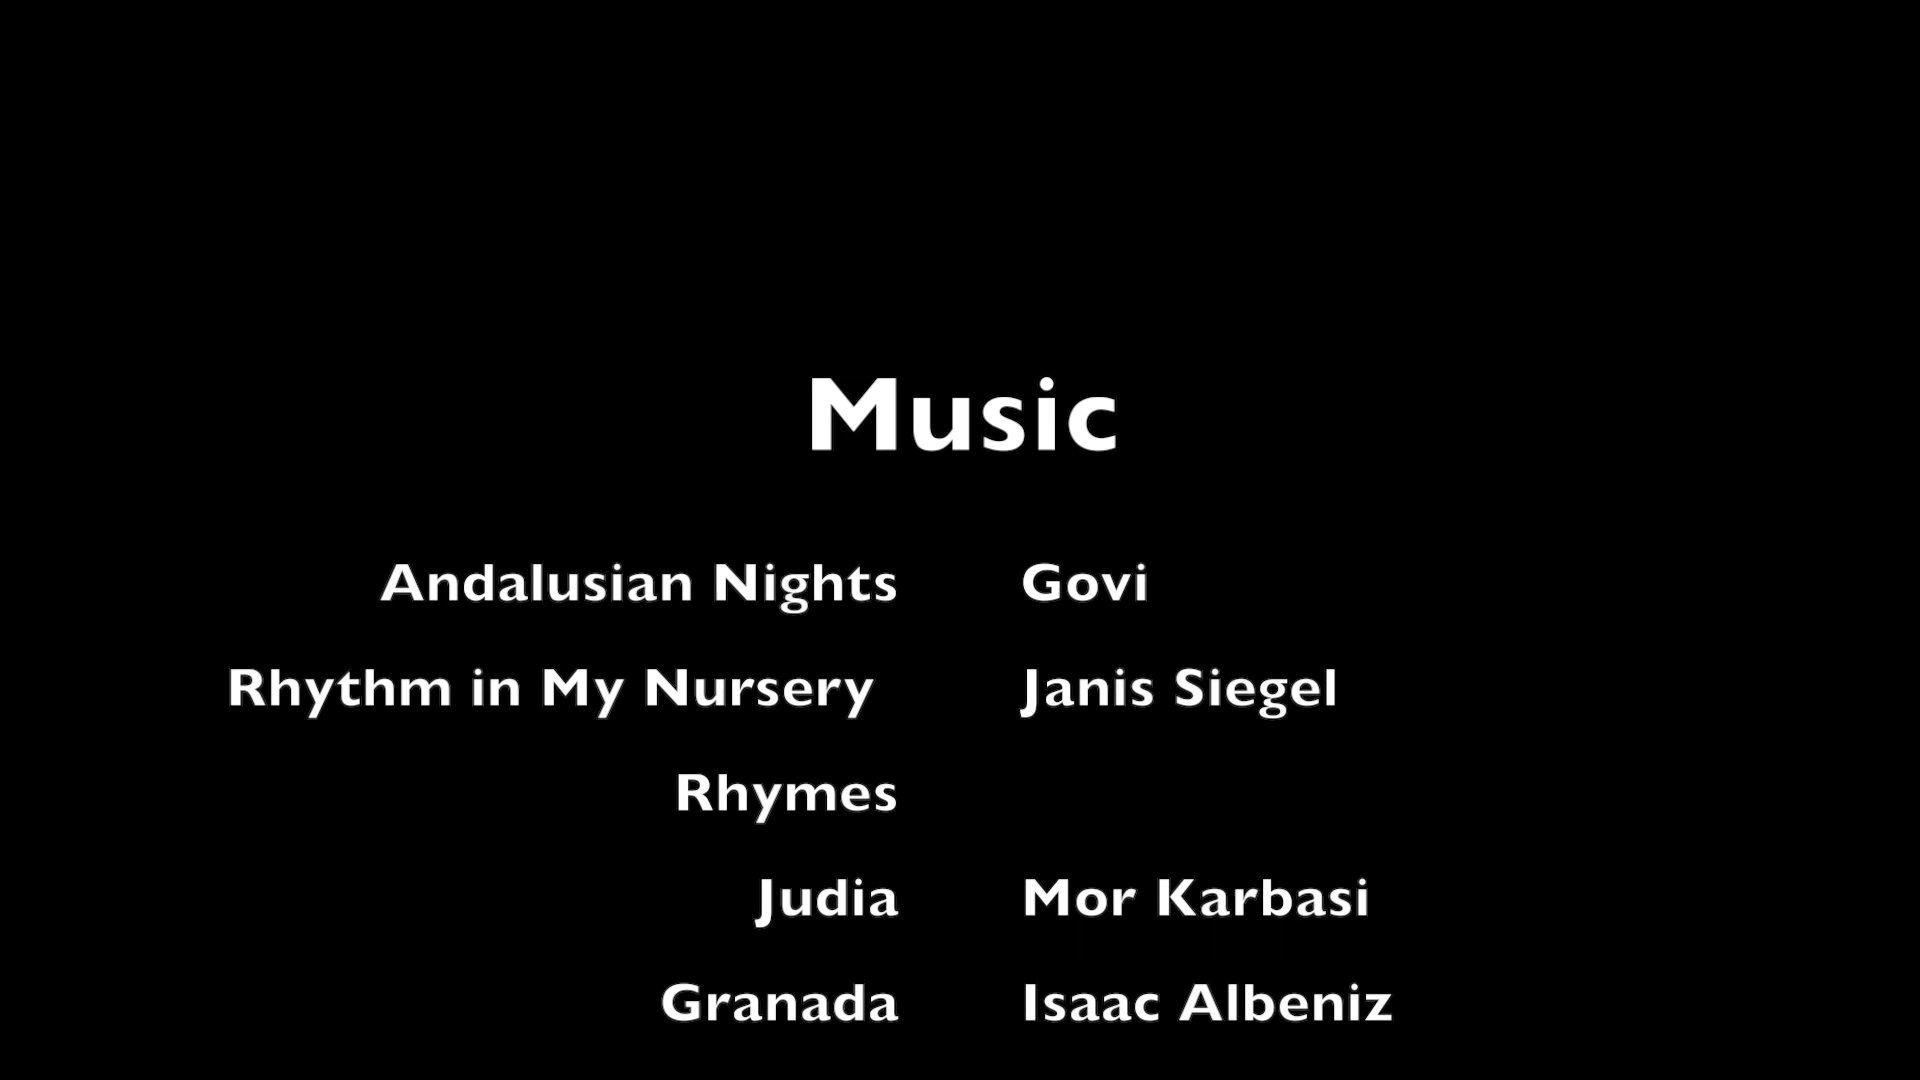 Music
Andalusian Nights Govi
Rhythm in My Nursery Janis Siegel
Rhymes
Judia Mor Karbasi
Granada Isaac Albeniz